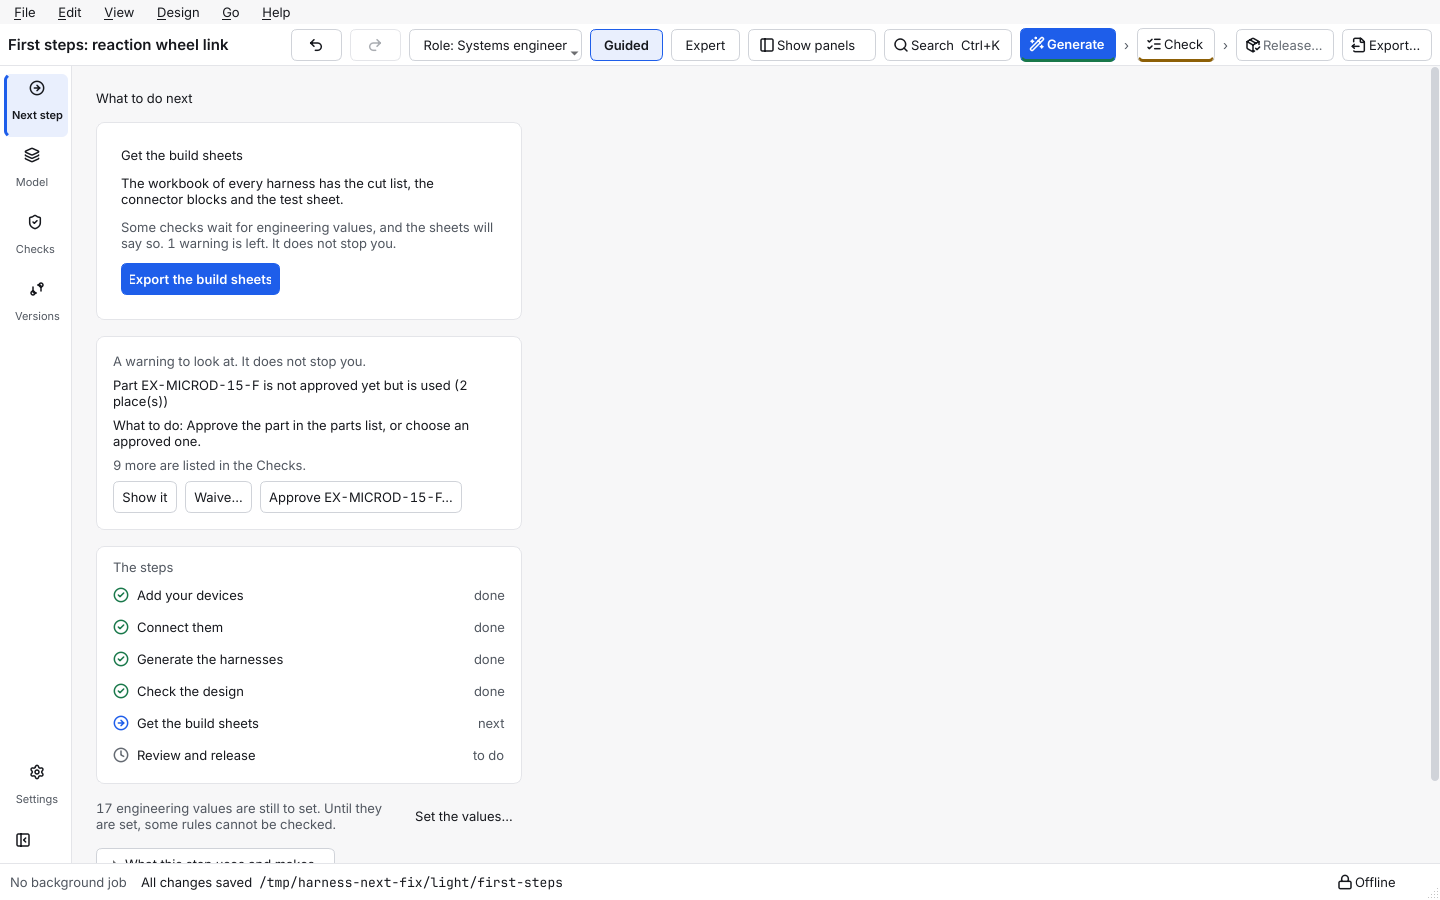 File Edit View Design Go Help
First steps: reaction wheel link
Role: Systems engineer
Guided
Expert
Show panels
Search Ctrl+K
Generate
›
Check
›
Release...
Export...
Next step
Model
Checks
Versions
Settings
What to do next
Get the build sheets
The workbook of every harness has the cut list, the
connector blocks and the test sheet.
Some checks wait for engineering values, and the sheets will
say so. 1 warning is left. It does not stop you.
Export the build sheets
A warning to look at. It does not stop you.
Part EX-MICROD-15-F is not approved yet but is used (2
place(s))
What to do: Approve the part in the parts list, or choose an
approved one.
9 more are listed in the Checks.
Show it
Waive...
Approve EX-MICROD-15-F...
The steps
Add your devices done
Connect them done
Generate the harnesses done
Check the design done
Get the build sheets next
Review and release to do
17 engineering values are still to set. Until they
are set, some rules cannot be checked.
Set the values...
What this step uses and makes
No background job
All changes saved /tmp/harness-next-fix/light/first-steps
Offline